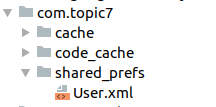 com.topic7
cache
code_cache
shared_prefs
User.xml